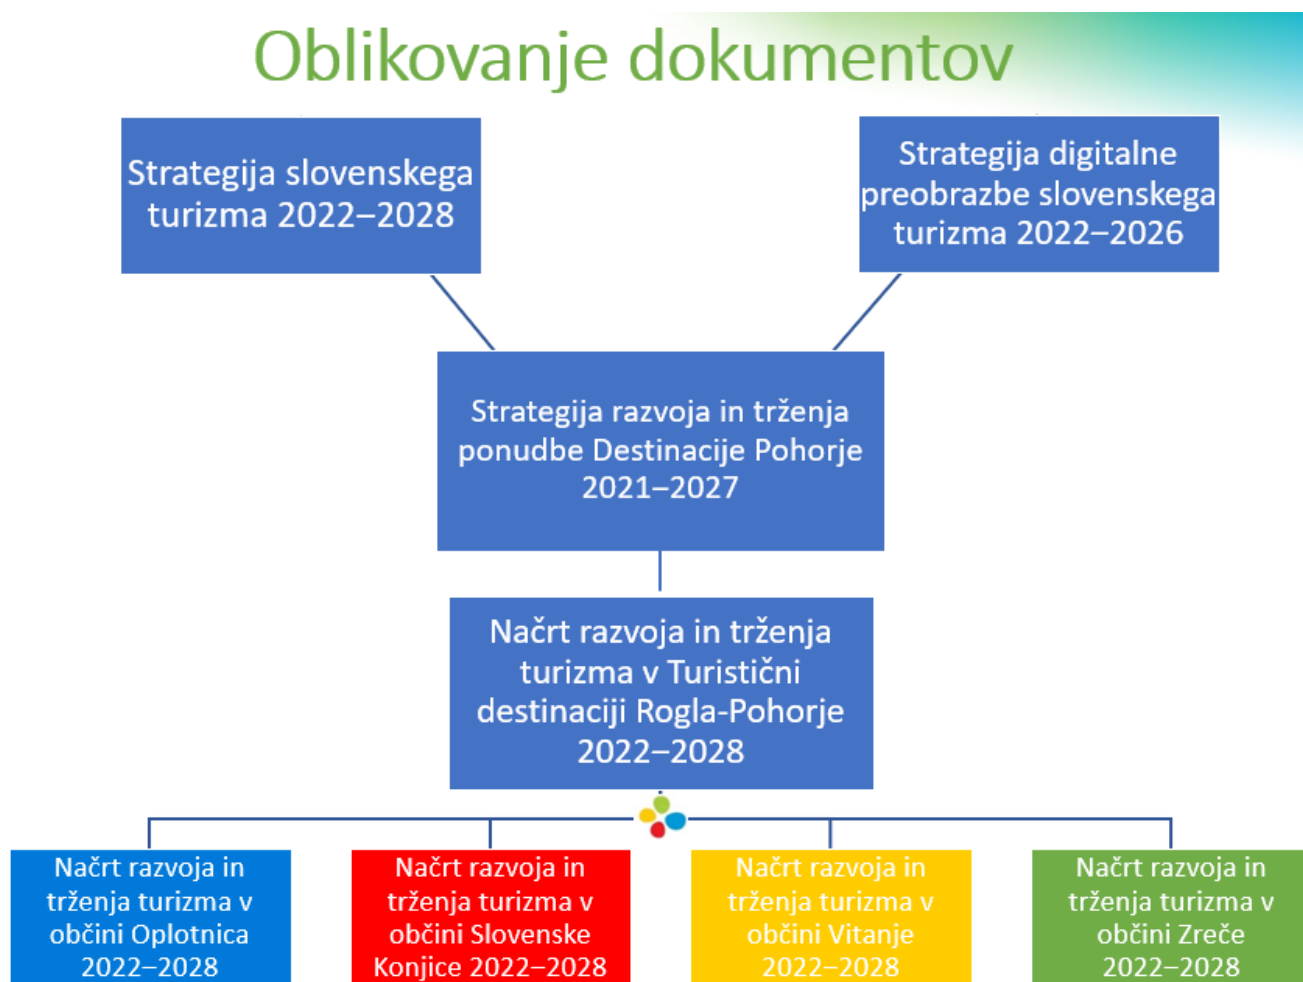 Oblikovanje dokumentov
Strategija slovenskega
turizma 2022–2028
Strategija digitalne
preobrazbe slovenskega
turizma 2022–2026
Strategija razvoja in trženja
ponudbe Destinacije Pohorje
2021–2027
Načrt razvoja in trženja
turizma v Turistični
destinaciji Rogla-Pohorje
2022–2028
Načrt razvoja in
trženja turizma v
občini Oplotnica
2022–2028
Načrt razvoja in
trženja turizma v
občini Slovenske
Konjice 2022–2028
Načrt razvoja in
trženja turizma v
občini Vitanje
2022–2028
Načrt razvoja in
trženja turizma v
občini Zreče
2022–2028